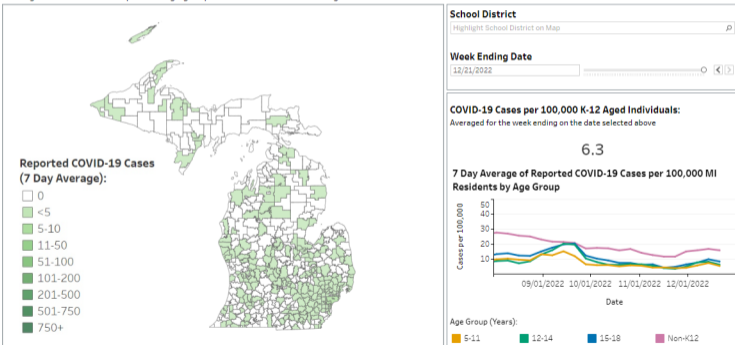 School District
Highlight School District on Map
Week Ending Date
12/21/2022
COVID-19 Cases per 100,000 K-12 Aged Individuals:
Averaged for the week ending on the date selected above
6.3
7 Day Average of Reported COVID-19 Cases per 100,000 MI
Residents by Age Group
Cases per 100,000
50
40
30
20
10
09/01/2022 10/01/2022 11/01/2022 12/01/2022
Date
Age Group (Years):
5-11 12-14 15-18 Non-K12
Reported COVID-19 Cases
(7 Day Average):
0
<5
5-10
11-50
51-100
101-200
201-500
501-750
750+